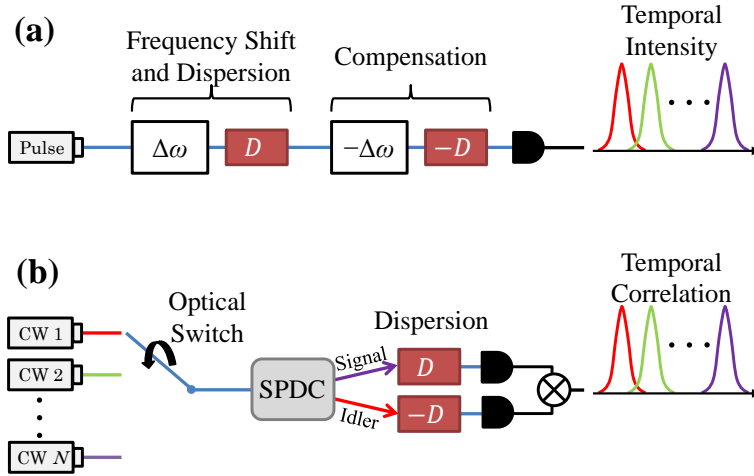 (a)
Frequency Shift
and Dispersion
Compensation
Temporal
Intensity
Pulse
Δω
D
−Δω
−D
(b)
Optical
Switch
Dispersion
Temporal
Correlation
CW 1
CW 2
CW N
SPDC
Signal
Idler
D
−D